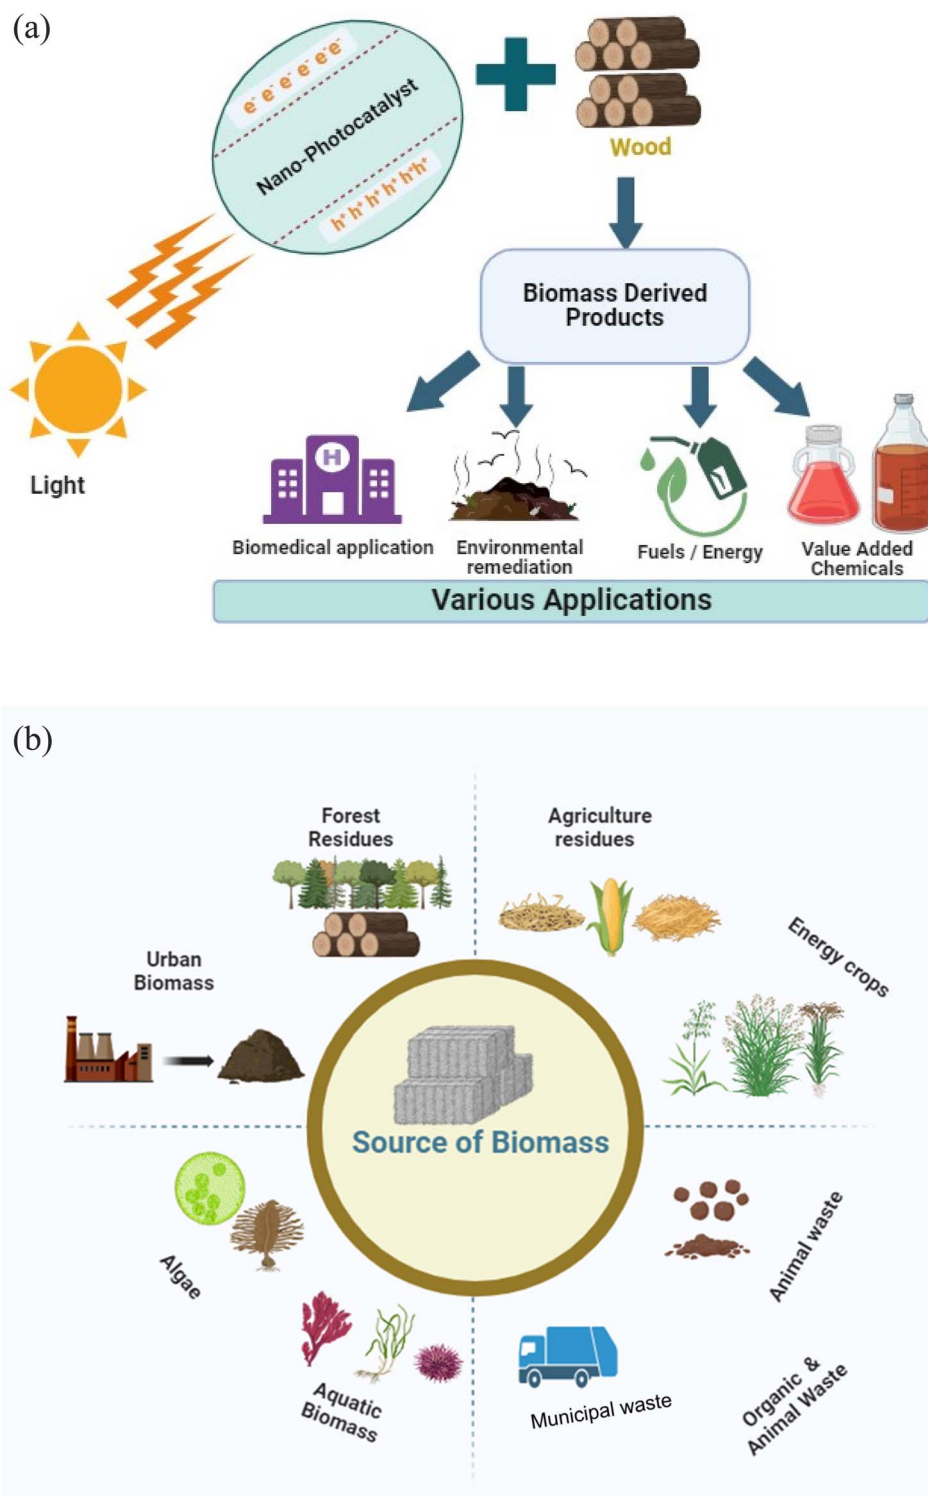 (a)
e⁻ e⁻ e⁻ e⁻ e⁻e⁻
Nano-Photocatalyst
h⁺ h⁺ h⁺ h⁺ h⁺h⁺
Wood
Biomass Derived
Products
Light
H
Biomedical application
Environmental
remediation
Fuels / Energy
Value Added
Chemicals
Various Applications
(b)
Forest
Residues
Agriculture
residues
Urban
Biomass
Energy crops
Source of Biomass
Algae
Animal waste
Aquatic
Biomass
Municipal waste
Organic &
Animal Waste